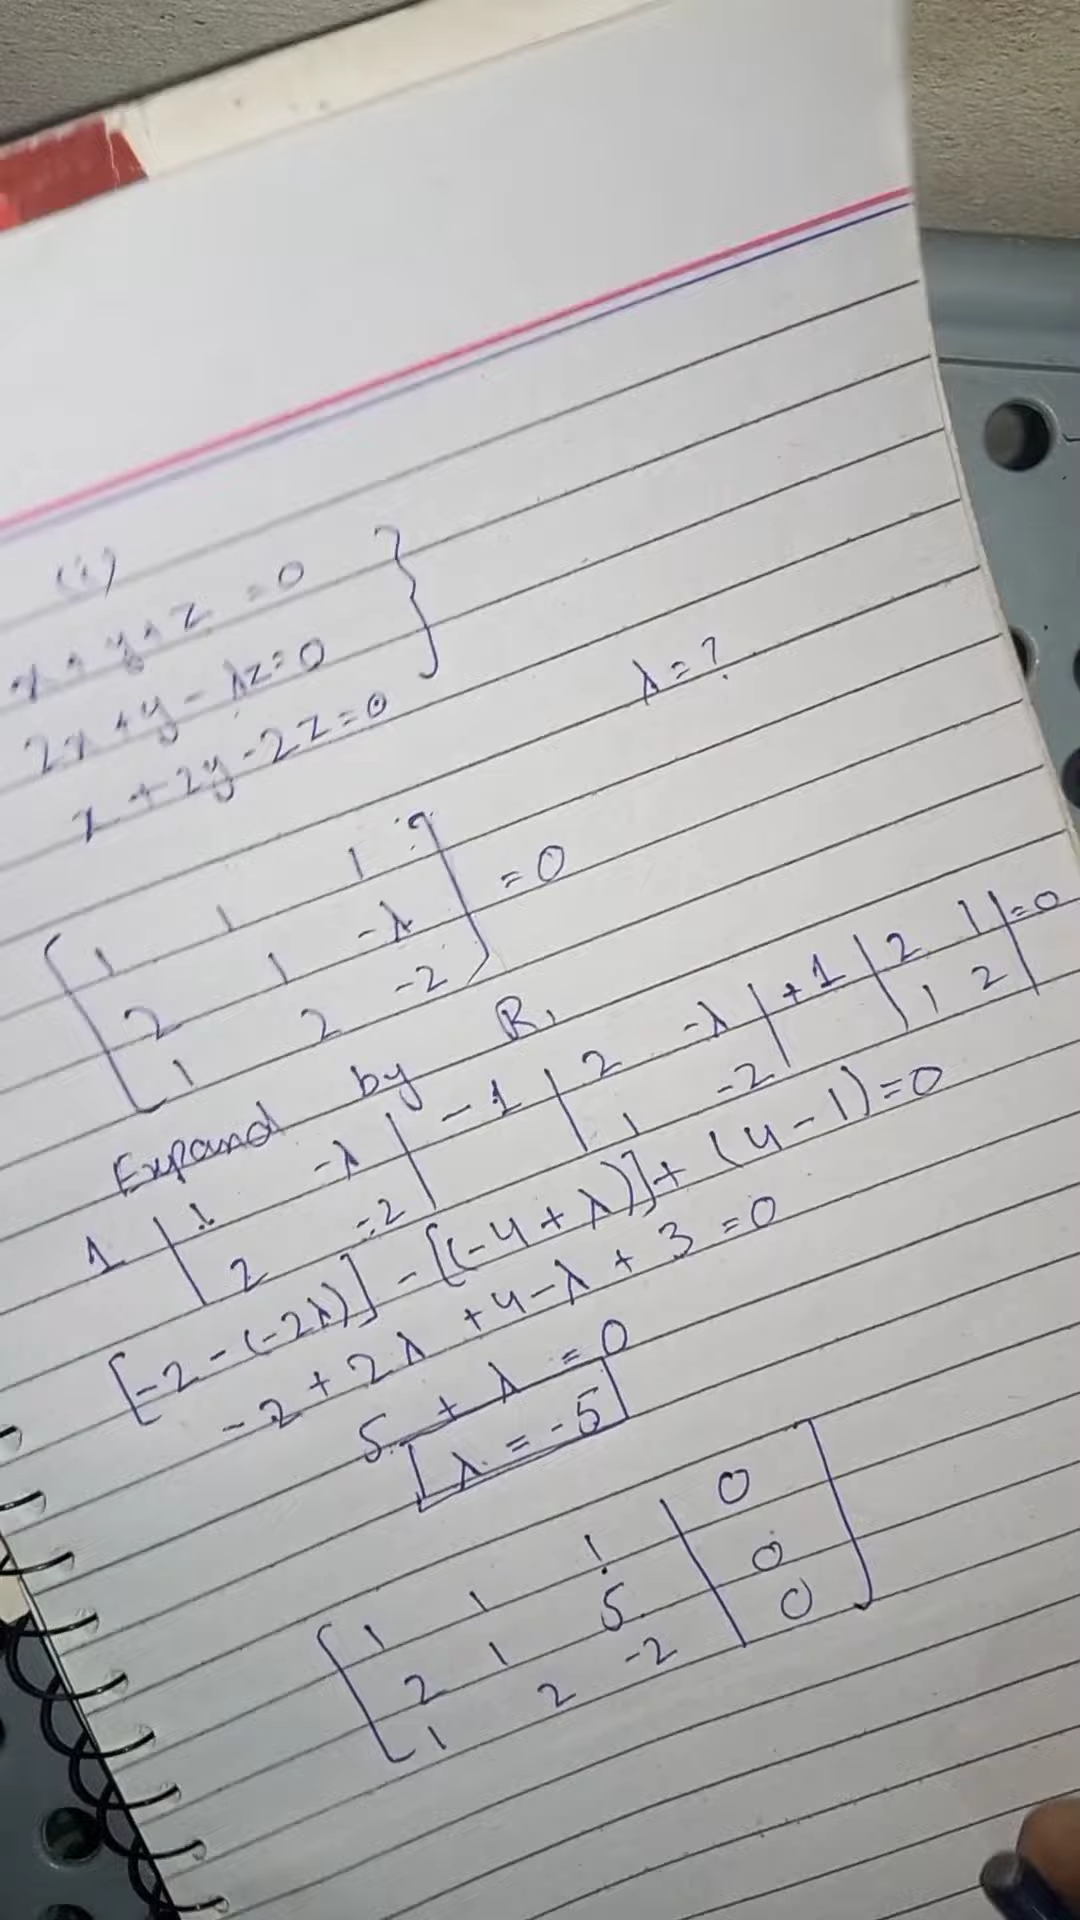 (i)
x + y + z = 0
2x + y - λz = 0
x + 2y - 2z = 0
λ = ?
1 1 1
2 1 -λ = 0
1 2 -2
Expand by R₁
1 | 1 -λ | - 1 | 2 -λ | + 1 | 2 1 | = 0
2 -2 | 1 -2 | 1 2
[-2 - (-2λ)] - [(-4 + λ)] + (4 - 1) = 0
-2 + 2λ + 4 - λ + 3 = 0
5 + λ = 0
λ = -5
1 1 1 | 0
2 1 5 | 0
1 2 -2 | 0